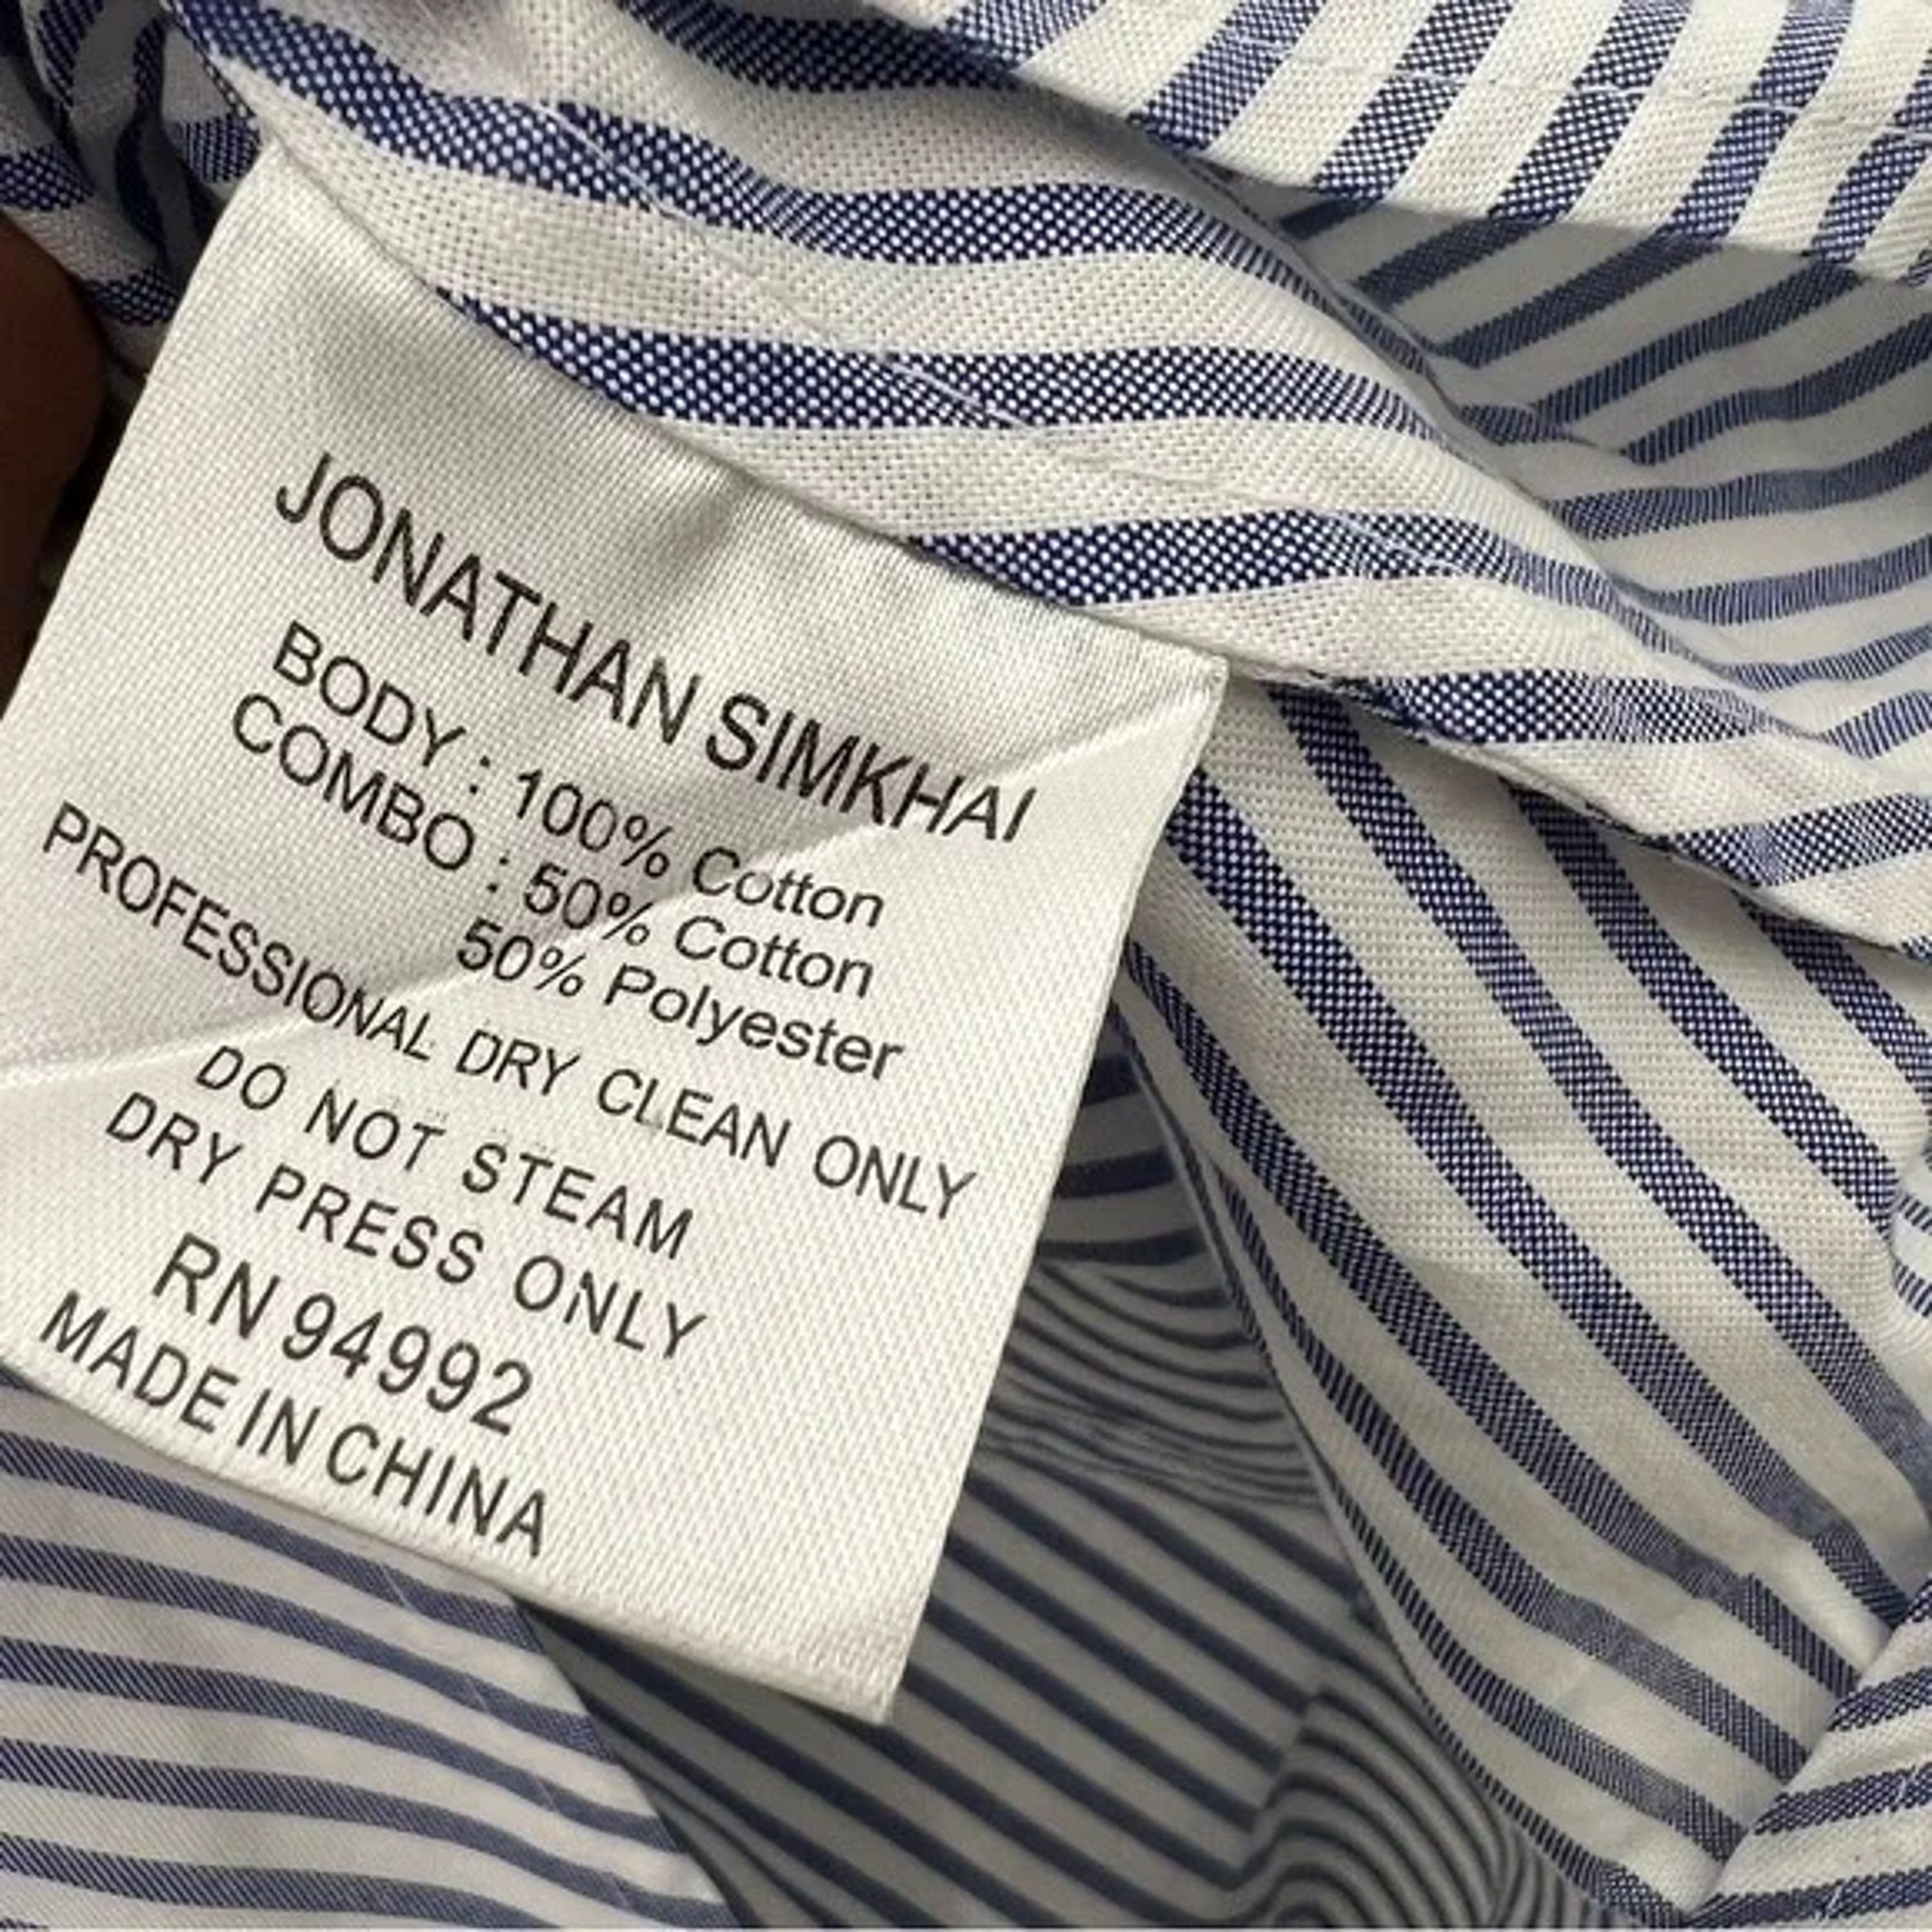 JONATHAN SIMKHAI
BODY : 100% Cotton
COMBO : 50% Cotton
50% Polyester
PROFESSIONAL DRY CLEAN ONLY
DO NOT STEAM
DRY PRESS ONLY
RN 94992
MADE IN CHINA